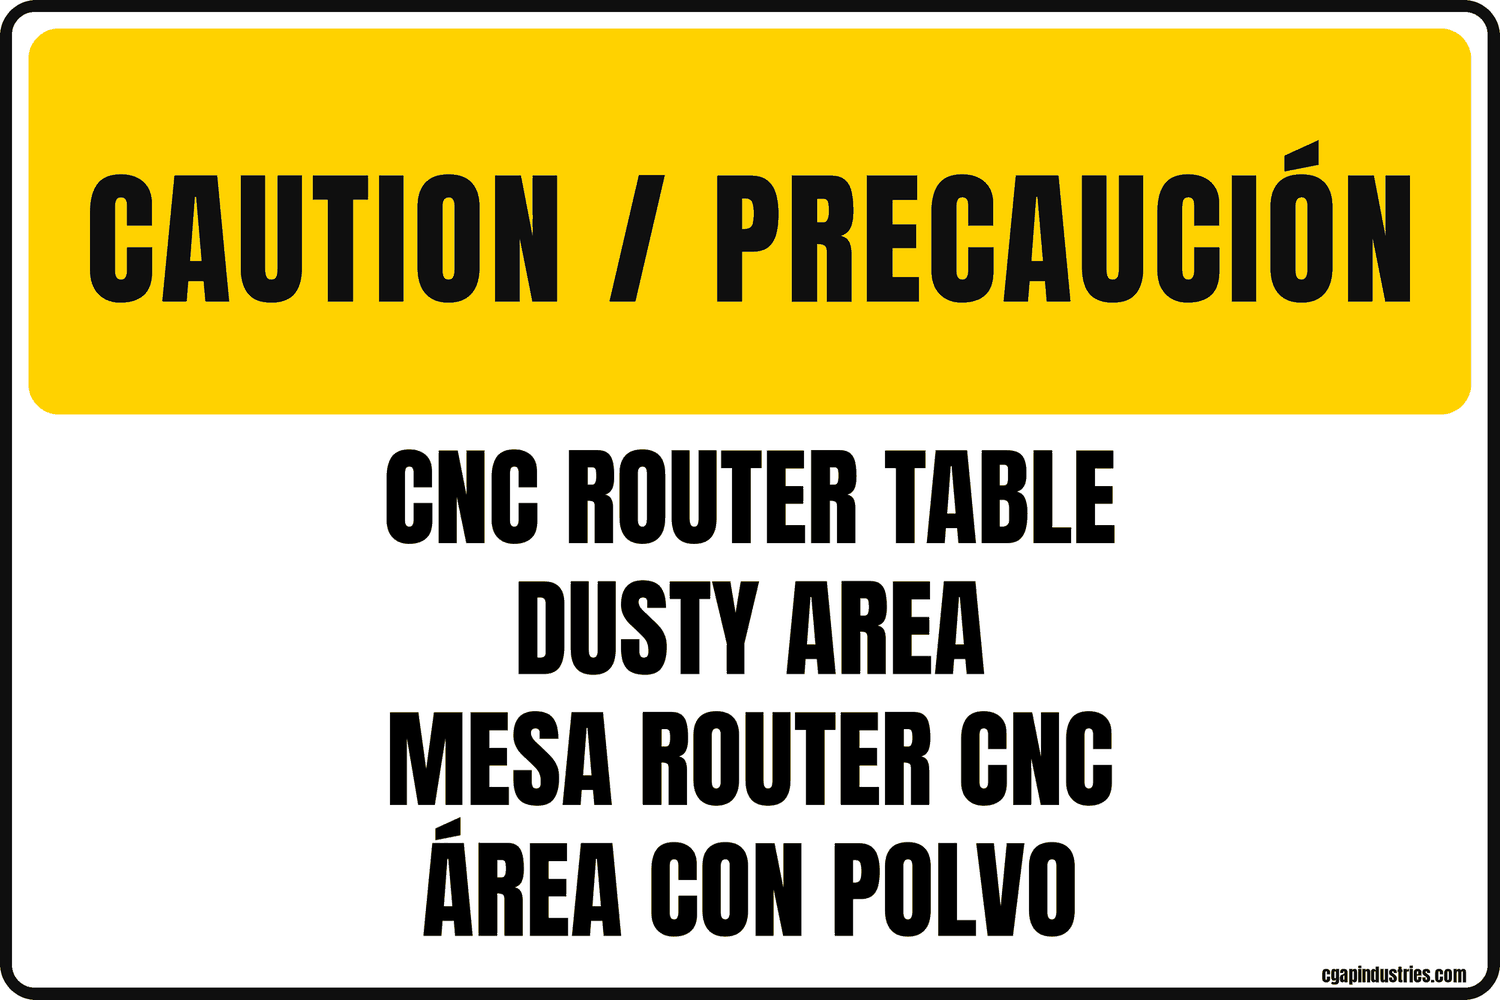 CAUTION / PRECAUCIÓN
CNC ROUTER TABLE
DUSTY AREA
MESA ROUTER CNC
ÁREA CON POLVO
cgapindustries.com